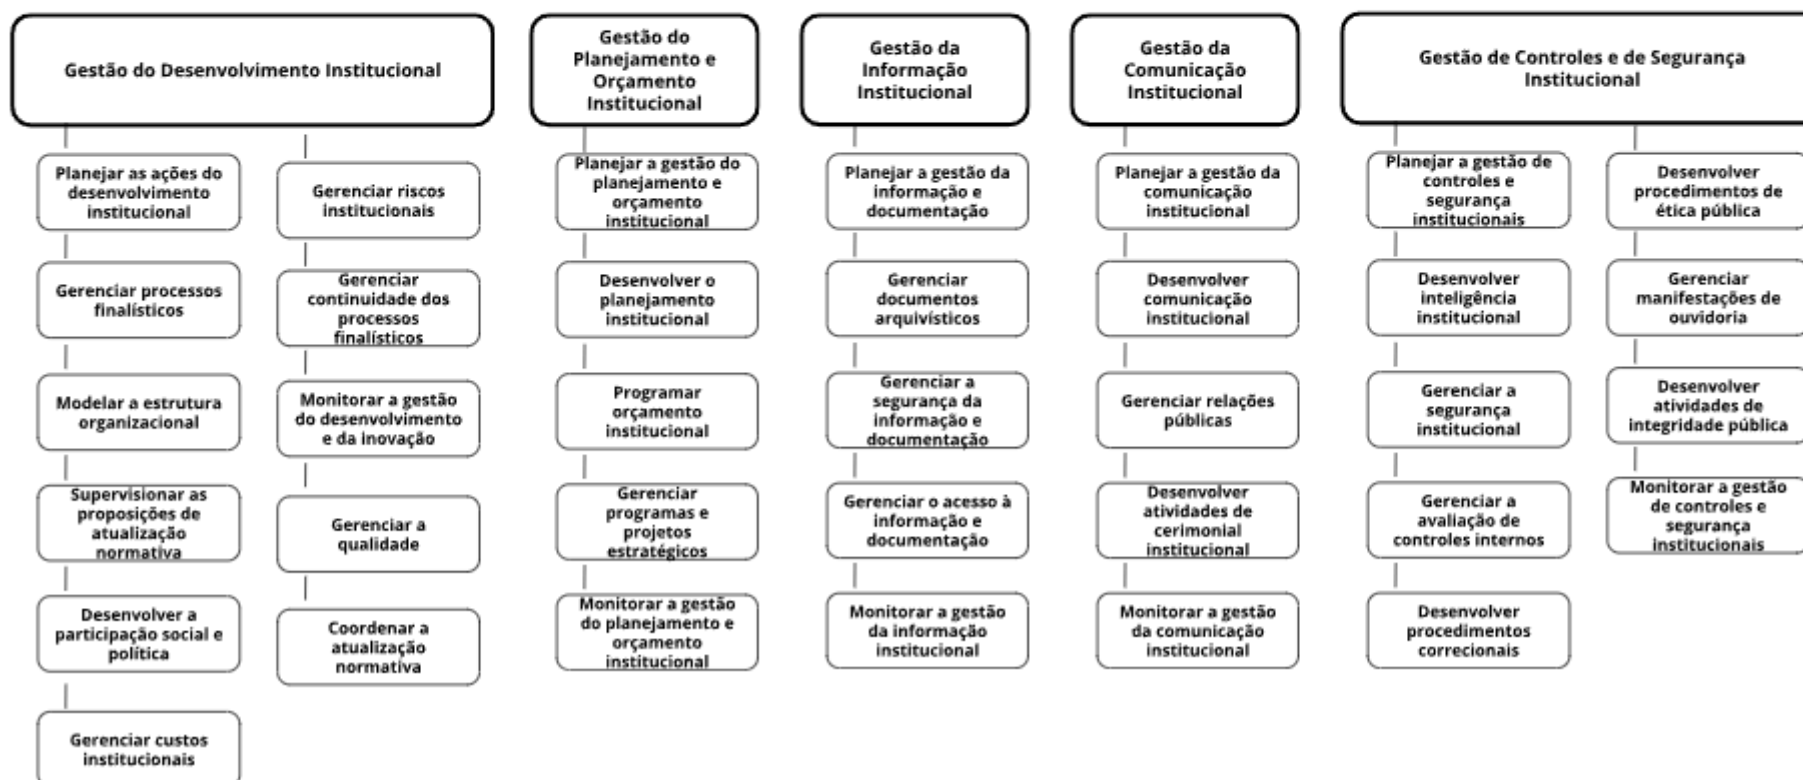 Gestão do Desenvolvimento Institucional
Planejar as ações do
desenvolvimento
institucional
Gerenciar processos
finalísticos
Modelar a estrutura
organizacional
Supervisionar as
proposições de
atualização
normativa
Desenvolver a
participação social e
política
Gerenciar custos
institucionais
Gerenciar riscos
institucionais
Gerenciar
continuidade dos
processos
finalísticos
Monitorar a gestão
do desenvolvimento
e da inovação
Gerenciar a
qualidade
Coordenar a
atualização
normativa
Gestão do
Planejamento e
Orçamento
Institucional
Planejar a gestão do
planejamento e
orçamento
institucional
Desenvolver o
planejamento
institucional
Programar
orçamento
institucional
Gerenciar
programas e
projetos
estratégicos
Monitorar a gestão
do planejamento e
orçamento
institucional
Gestão da
Informação
Institucional
Planejar a gestão da
informação e
documentação
Gerenciar
documentos
arquivísticos
Gerenciar a
segurança da
informação e
documentação
Gerenciar o acesso à
informação e
documentação
Monitorar a gestão
da informação
institucional
Gestão da
Comunicação
Institucional
Planejar a gestão da
comunicação
institucional
Desenvolver
comunicação
institucional
Gerenciar relações
públicas
Desenvolver
atividades de
cerimonial
institucional
Monitorar a gestão
da comunicação
institucional
Gestão de Controles e de Segurança
Institucional
Planejar a gestão de
controles e
segurança
institucionais
Desenvolver
inteligência
institucional
Gerenciar a
segurança
institucional
Gerenciar a
avaliação de
controles internos
Desenvolver
procedimentos
correcionais
Desenvolver
procedimentos de
ética pública
Gerenciar
manifestações de
ouvidoria
Desenvolver
atividades de
integridade pública
Monitorar a gestão
de controles e
segurança
institucionais